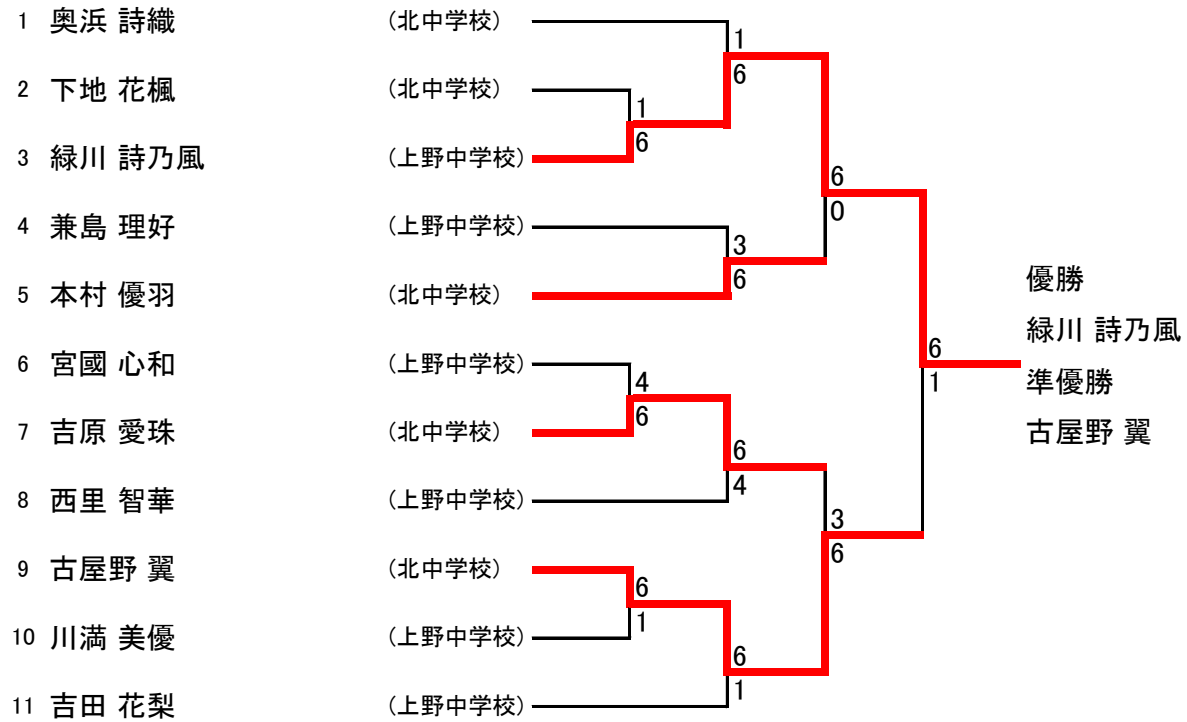 1 奥浜 詩織 (北中学校)
1
6
2 下地 花楓 (北中学校)
1
6
3 緑川 詩乃風 (上野中学校)
6
0
4 兼島 理好 (上野中学校)
3
6
5 本村 優羽 (北中学校)
優勝
緑川 詩乃風
準優勝
古屋野 翼
6
1
6 宮國 心和 (上野中学校)
4
6
7 吉原 愛珠 (北中学校)
6
4
8 西里 智華 (上野中学校)
3
6
9 古屋野 翼 (北中学校)
6
1
10 川満 美優 (上野中学校)
6
1
11 吉田 花梨 (上野中学校)